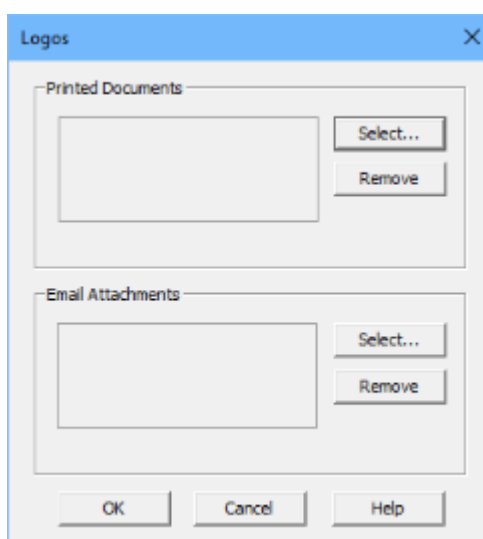 Logos
Printed Documents
Select...
Remove
Email Attachments
Select...
Remove
OK Cancel Help